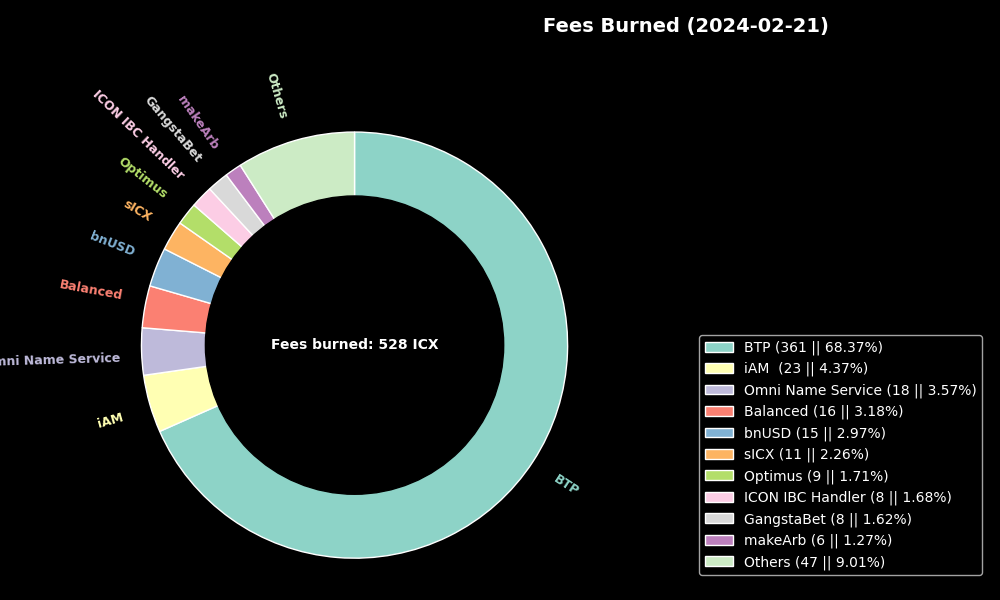 Fees Burned (2024-02-21)
Others
makeArb
GangstaBet
ICON IBC Handler
Optimus
sICX
bnUSD
Balanced
mni Name Service
iAM
BTP
Fees burned: 528 ICX
BTP (361 || 68.37%)
iAM  (23 || 4.37%)
Omni Name Service (18 || 3.57%)
Balanced (16 || 3.18%)
bnUSD (15 || 2.97%)
sICX (11 || 2.26%)
Optimus (9 || 1.71%)
ICON IBC Handler (8 || 1.68%)
GangstaBet (8 || 1.62%)
makeArb (6 || 1.27%)
Others (47 || 9.01%)